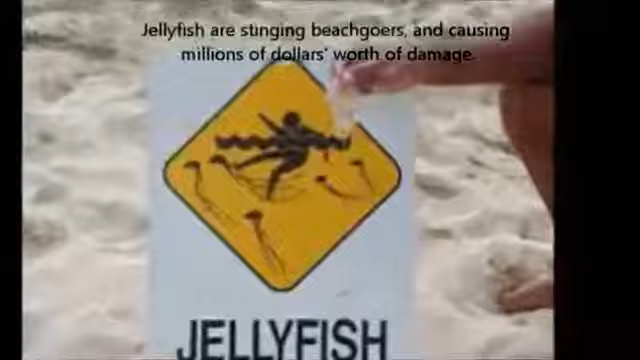 Jellyfish are stinging beachgoers, and causing
millions of dollars' worth of damage.
JELLYFISH